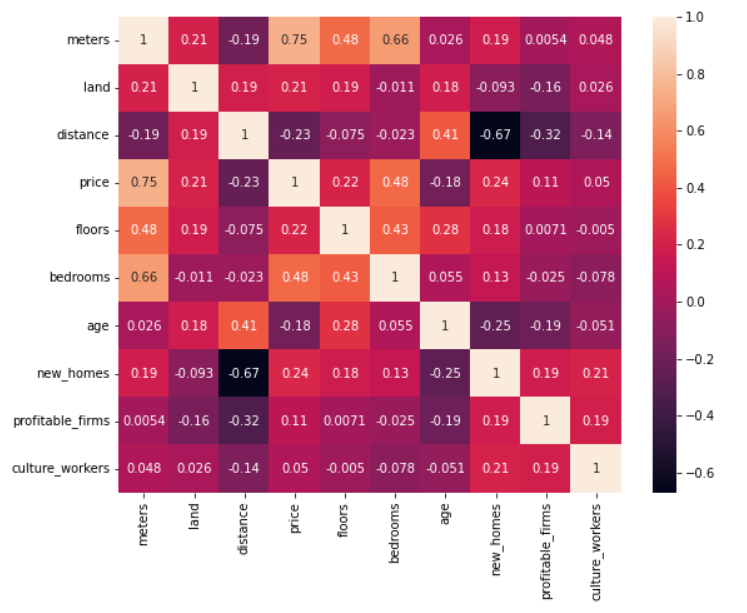 meters 1 0.21 -0.19 0.75 0.48 0.66 0.026 0.19 0.0054 0.048
land 0.21 1 0.19 0.21 0.19 -0.011 0.18 -0.093 -0.16 0.026
distance -0.19 0.19 1 -0.23 -0.075 -0.023 0.41 -0.67 -0.32 -0.14
price 0.75 0.21 -0.23 1 0.22 0.48 -0.18 0.24 0.11 0.05
floors 0.48 0.19 -0.075 0.22 1 0.43 0.28 0.18 0.0071 -0.005
bedrooms 0.66 -0.011 -0.023 0.48 0.43 1 0.055 0.13 -0.025 -0.078
age 0.026 0.18 0.41 -0.18 0.28 0.055 1 -0.25 -0.19 -0.051
new_homes 0.19 -0.093 -0.67 0.24 0.18 0.13 -0.25 1 0.19 0.21
profitable_firms 0.0054 -0.16 -0.32 0.11 0.0071 -0.025 -0.19 0.19 1 0.19
culture_workers 0.048 0.026 -0.14 0.05 -0.005 -0.078 -0.051 0.21 0.19 1
meters
land
distance
price
floors
bedrooms
age
new_homes
profitable_firms
culture_workers
1.0
0.8
0.6
0.4
0.2
0.0
−0.2
−0.4
−0.6